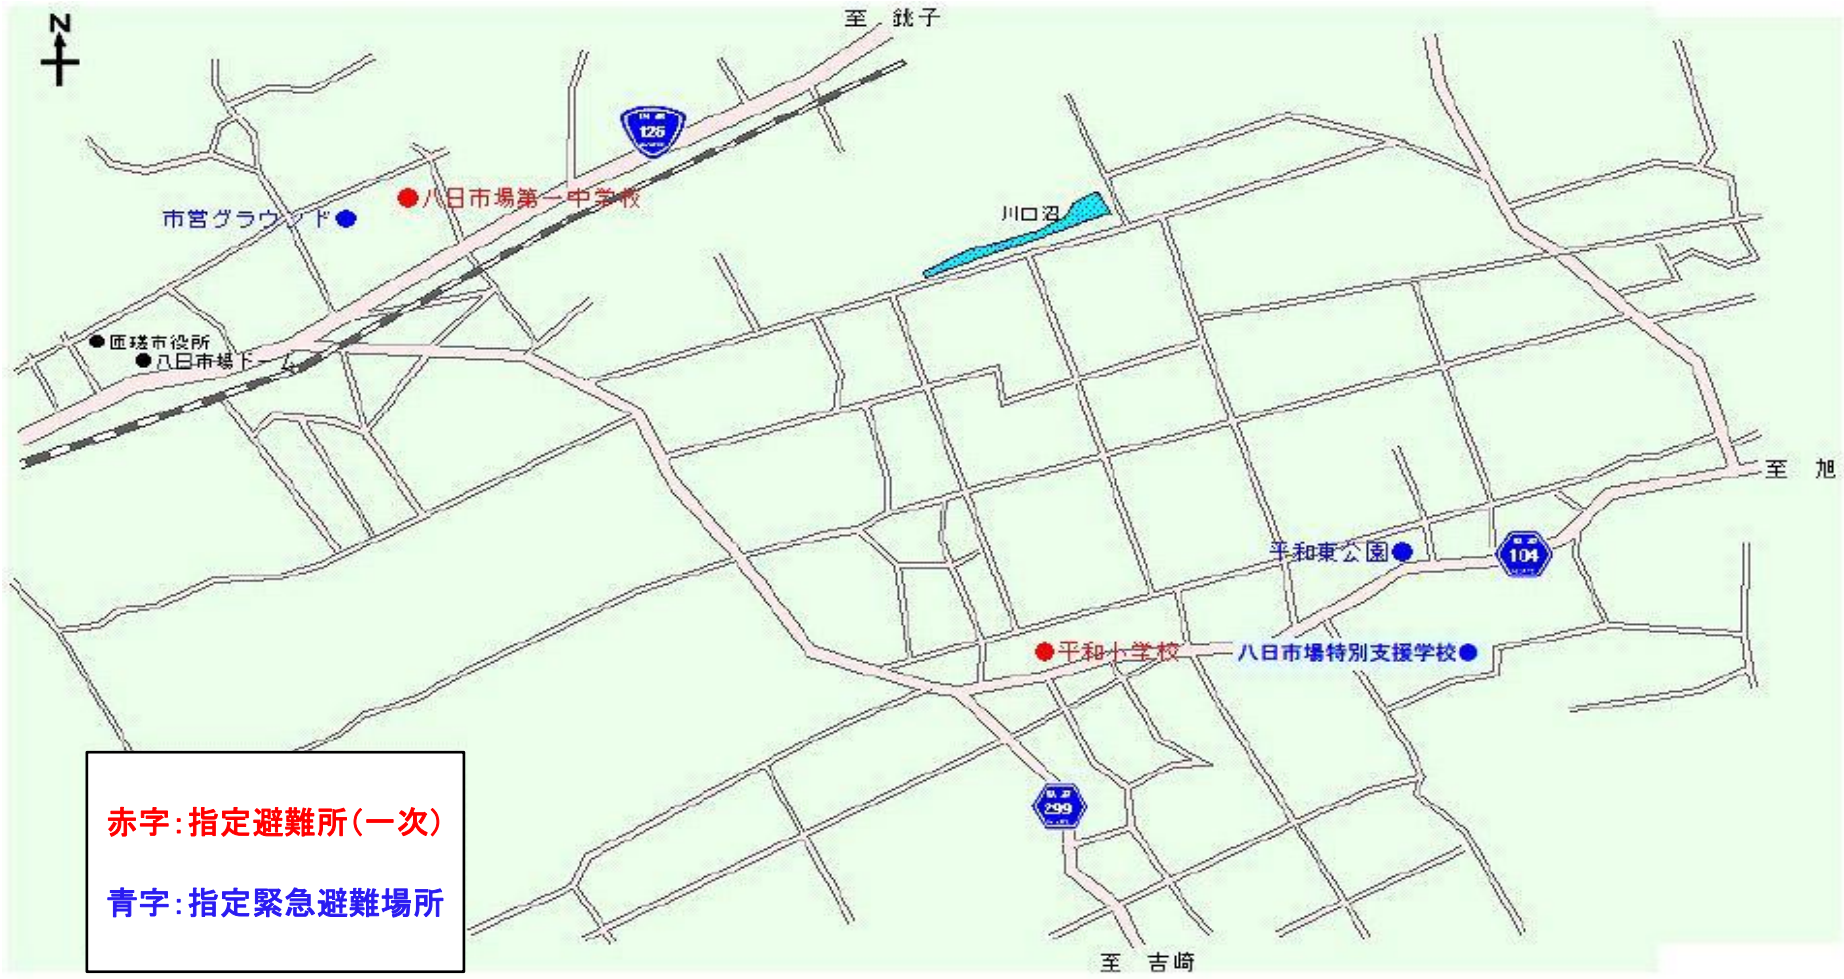 N
至 銚子
126
八日市場第一中学校
市営グラウンド
川口沼
匝瑳市役所
八日市場ドーム
至 旭
平和東公園
104
平和小学校
八日市場特別支援学校
299
赤字:指定避難所(一次)
青字:指定緊急避難場所
至 吉崎